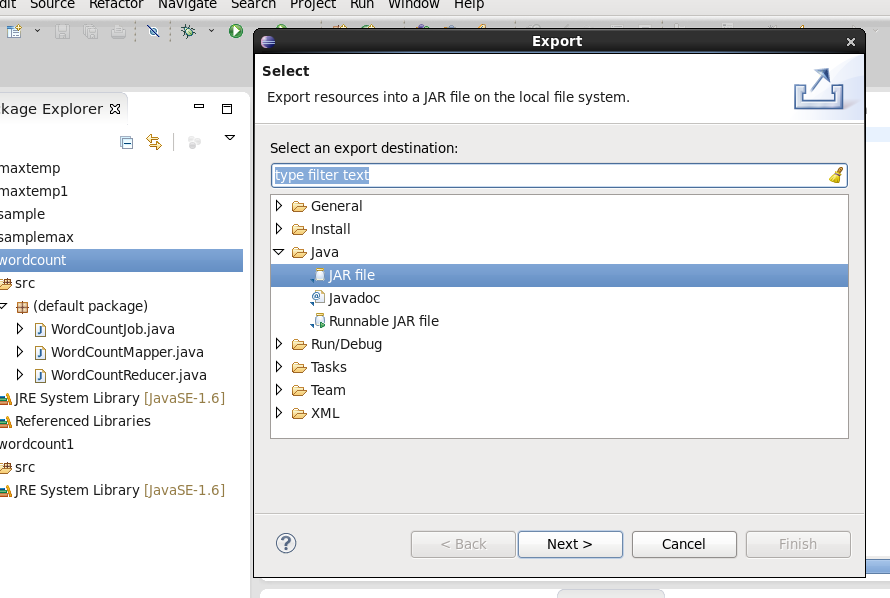 dit Source Refactor Navigate Search Project Run Window Help
Export
Select
Export resources into a JAR file on the local file system.
kage Explorer
maxtemp
maxtemp1
sample
samplemax
wordcount
src
(default package)
WordCountJob.java
WordCountMapper.java
WordCountReducer.java
JRE System Library [JavaSE-1.6]
Referenced Libraries
wordcount1
src
JRE System Library [JavaSE-1.6]
Select an export destination:
type filter text
General
Install
Java
JAR file
Javadoc
Runnable JAR file
Run/Debug
Tasks
Team
XML
< Back
Next >
Cancel
Finish